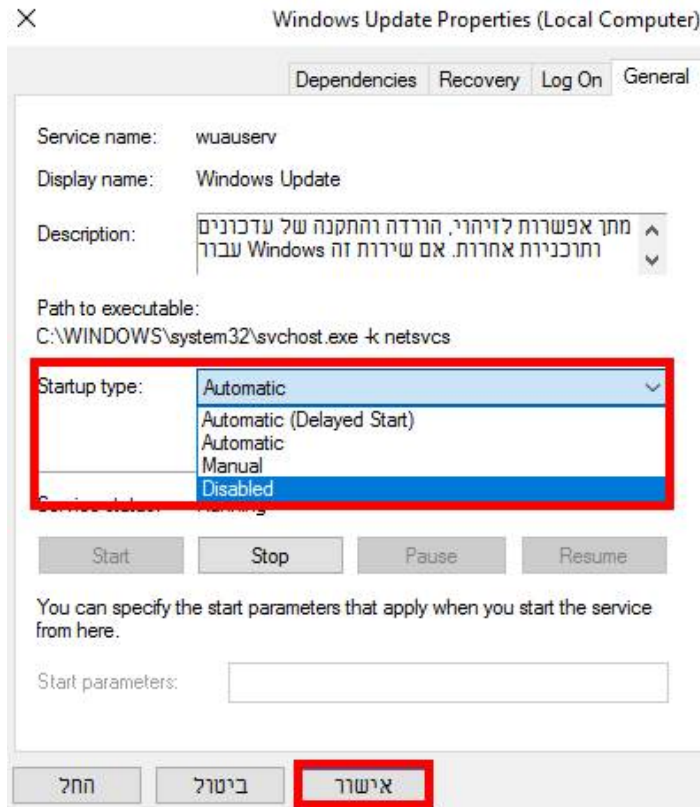 Windows Update Properties (Local Computer)
Dependencies Recovery Log On General
Service name: wuauserv
Display name: Windows Update
Description: מתן אפשרות לזיהוי, הורדה והתקנה של עדכונים
עבור Windows ותוכניות אחרות. אם שירות זה
Path to executable:
C:\WINDOWS\system32\svchost.exe -k netsvcs
Startup type: Automatic
Automatic (Delayed Start)
Automatic
Manual
Disabled
Service status: Running
Start Stop Pause Resume
You can specify the start parameters that apply when you start the service
from here.
Start parameters:
החל ביטול אישור